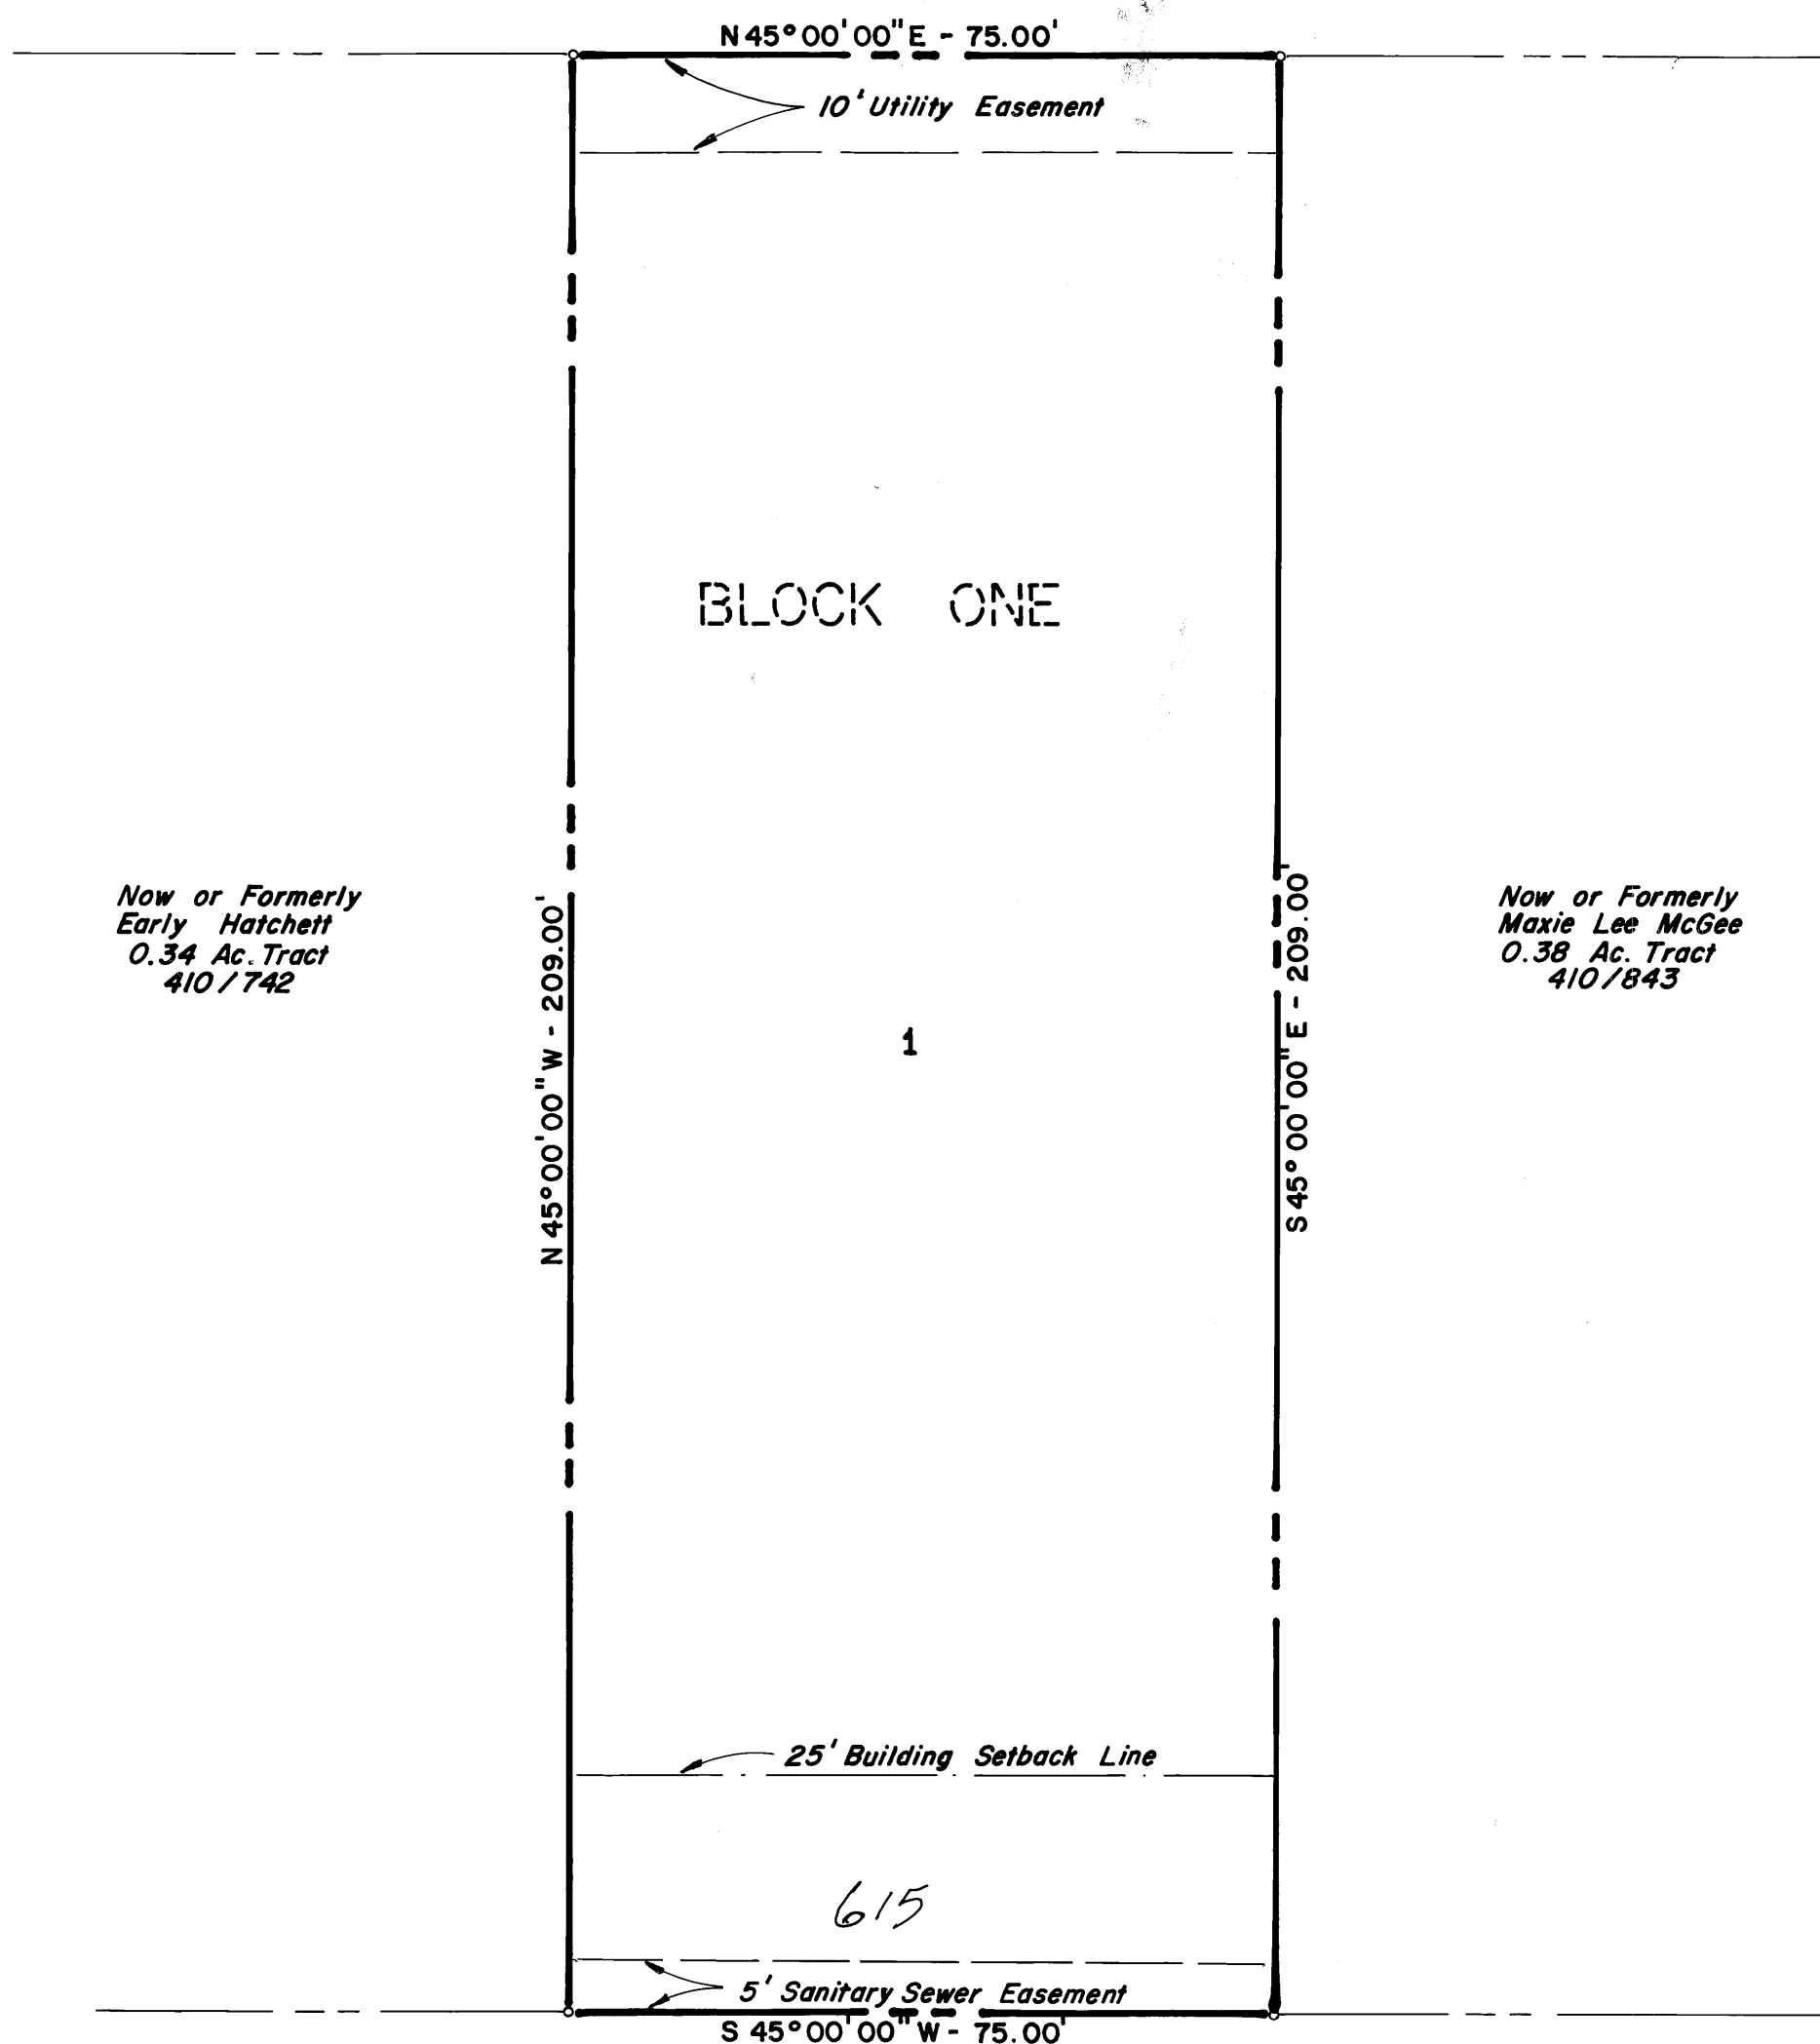 N 45°00'00" E - 75.00'
10' Utility Easement
BLOCK ONE
Now or Formerly
Early Hatchett
0.34 Ac. Tract
410/742
N 45°00'00" W - 209.00'
1
S 45°00'00" E - 209.00'
Now or Formerly
Maxie Lee McGee
0.38 Ac. Tract
410/843
25' Building Setback Line
615
5' Sanitary Sewer Easement
S 45°00'00" W - 75.00'